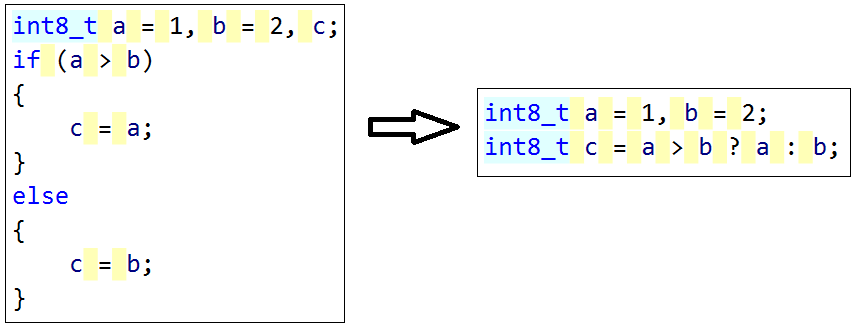 int8_t a = 1, b = 2, c;
if (a > b)
{
    c = a;
}
else
{
    c = b;
}
int8_t a = 1, b = 2;
int8_t c = a > b ? a : b;